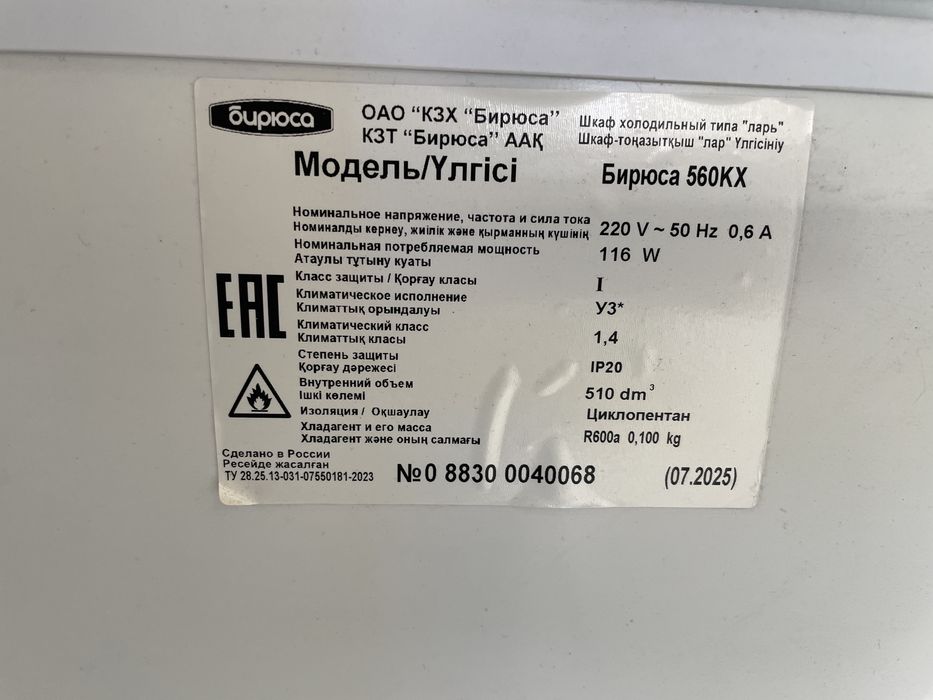 бирюса
ОАО “КЗХ “Бирюса”
КЗТ “Бирюса” ААҚ
Шкаф холодильный типа "ларь"
Шкаф-тоңазытқыш "лар" Үлгісініу
Модель/Үлгісі Бирюса 560КХ
Номинальное напряжение, частота и сила тока
Номиналды кернеу, жиілік және қырманның күшінің
220 V ~ 50 Hz 0,6 A
Номинальная потребляемая мощность
Атаулы тұтыну қуаты
116 W
Класс защиты / Қорғау класы I
Климатическое исполнение
Климаттық орындалуы
У3*
Климатический класс
Климаттық класы
1,4
Степень защиты
Қорғау дәрежесі
IP20
Внутренний объем
Ішкі көлемі
510 dm³
Изоляция / Оқшаулау Циклопентан
Хладагент и его масса
Хладагент және оның салмағы
R600a 0,100 kg
ЕАС
Сделано в России
Ресейде жасалған
ТУ 28.25.13-031-07550181-2023
№0 8830 0040068 (07.2025)